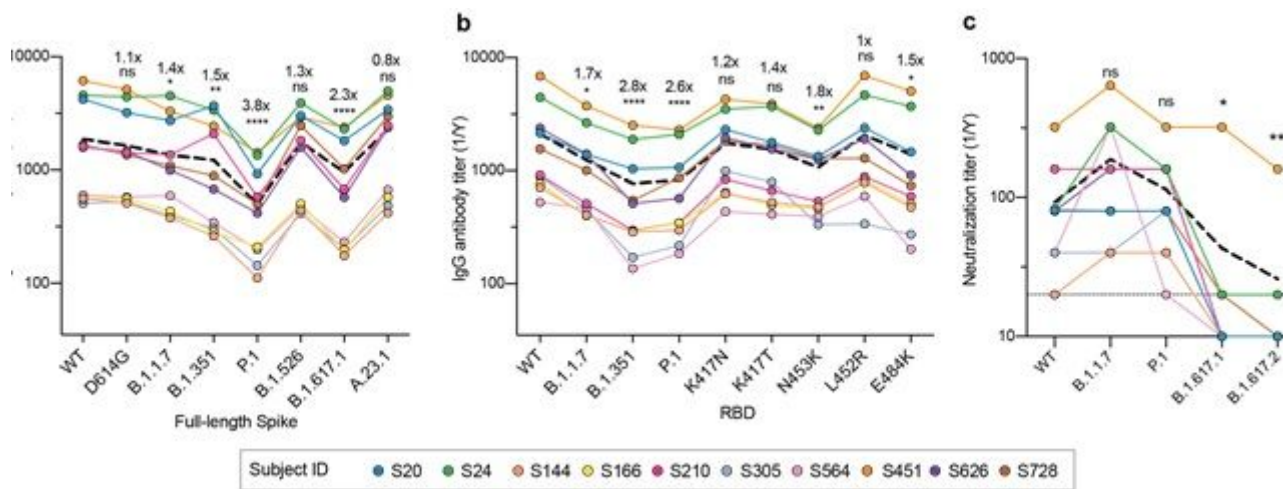 b
c
10000
1000
100
1.1x
ns
1.4x
*
1.5x
**
3.8x
****
1.3x
ns
2.3x
****
0.8x
ns
WT
D614G
B.1.1.7
B.1.351
P.1
B.1.526
B.1.617.1
A.23.1
Full-length Spike
IgG antibody titer (1/Y)
10000
1000
100
1.7x
*
2.8x
****
2.6x
****
1.2x
ns
1.4x
ns
1.8x
**
1x
ns
1.5x
*
WT
B.1.1.7
B.1.351
P.1
K417N
K417T
N453K
L452R
E484K
RBD
Neutralization titer (1/Y)
1000
100
10
ns
ns
*
**
WT
B.1.1.7
P.1
B.1.617.1
B.1.617.2
Subject ID S20 S24 S144 S166 S210 S305 S564 S451 S626 S728